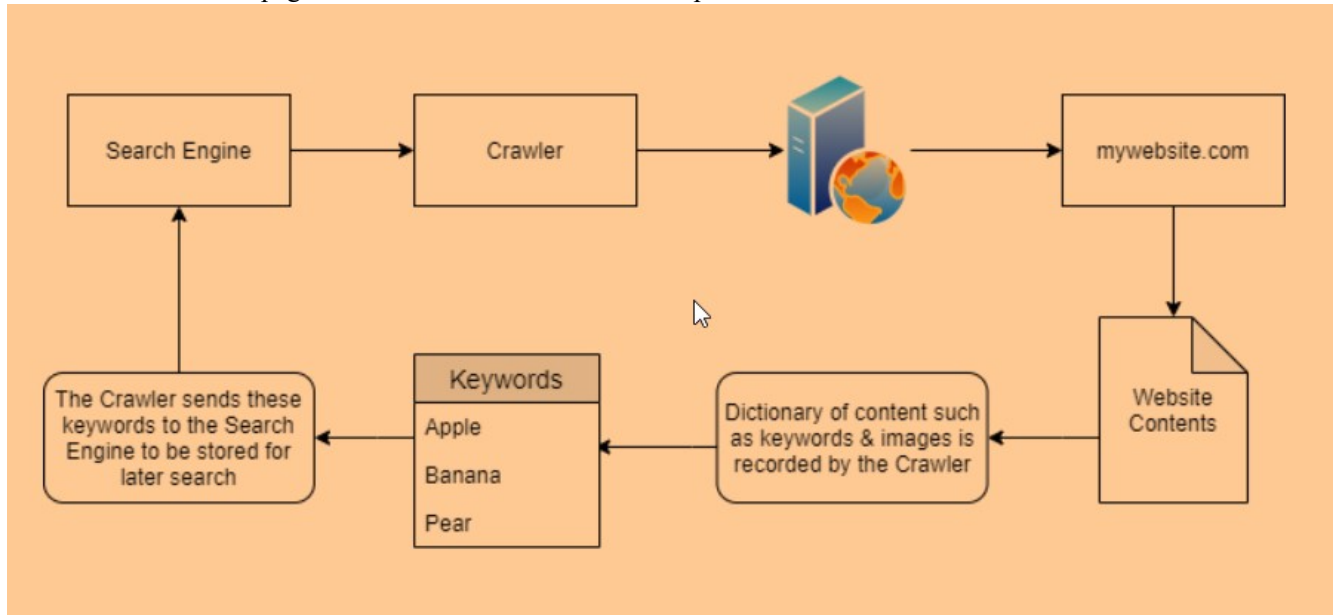 Search Engine
Crawler
mywebsite.com
Website
Contents
Dictionary of content such
as keywords & images is
recorded by the Crawler
Keywords
Apple
Banana
Pear
The Crawler sends these
keywords to the Search
Engine to be stored for
later search